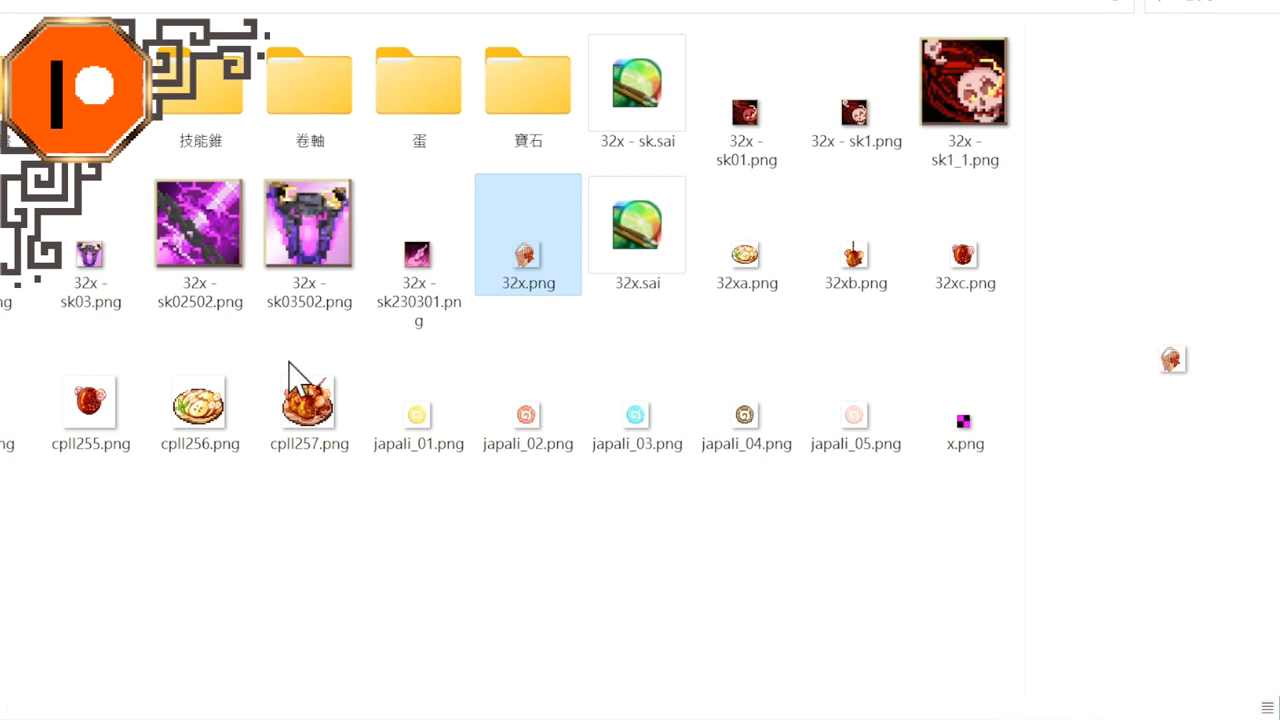 技能錐
卷軸
蛋
寶石
32x - sk.sai
32x -
sk01.png
32x - sk1.png
32x -
sk1_1.png
ng
32x -
sk03.png
32x -
sk02502.png
32x -
sk03502.png
32x -
sk230301.pn
g
32x.png
32x.sai
32xa.png
32xb.png
32xc.png
ng
cpll255.png
cpll256.png
cpll257.png
japali_01.png
japali_02.png
japali_03.png
japali_04.png
japali_05.png
x.png